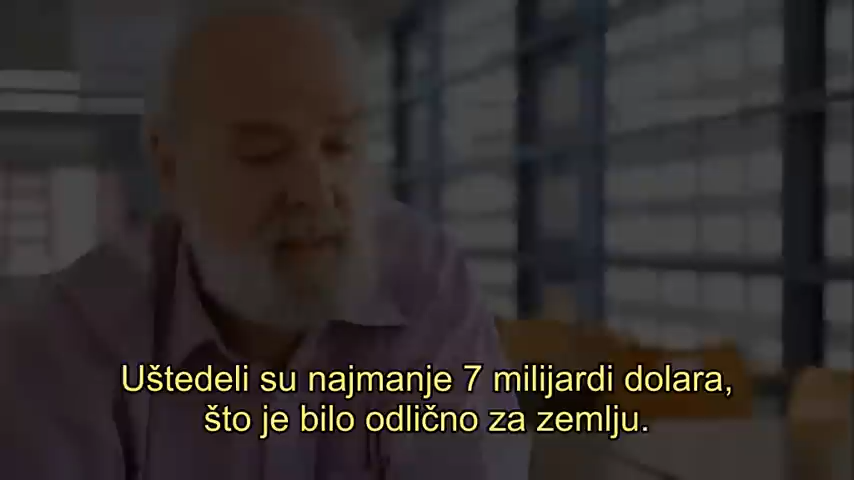 Uštedeli su najmanje 7 milijardi dolara,
što je bilo odlično za zemlju.